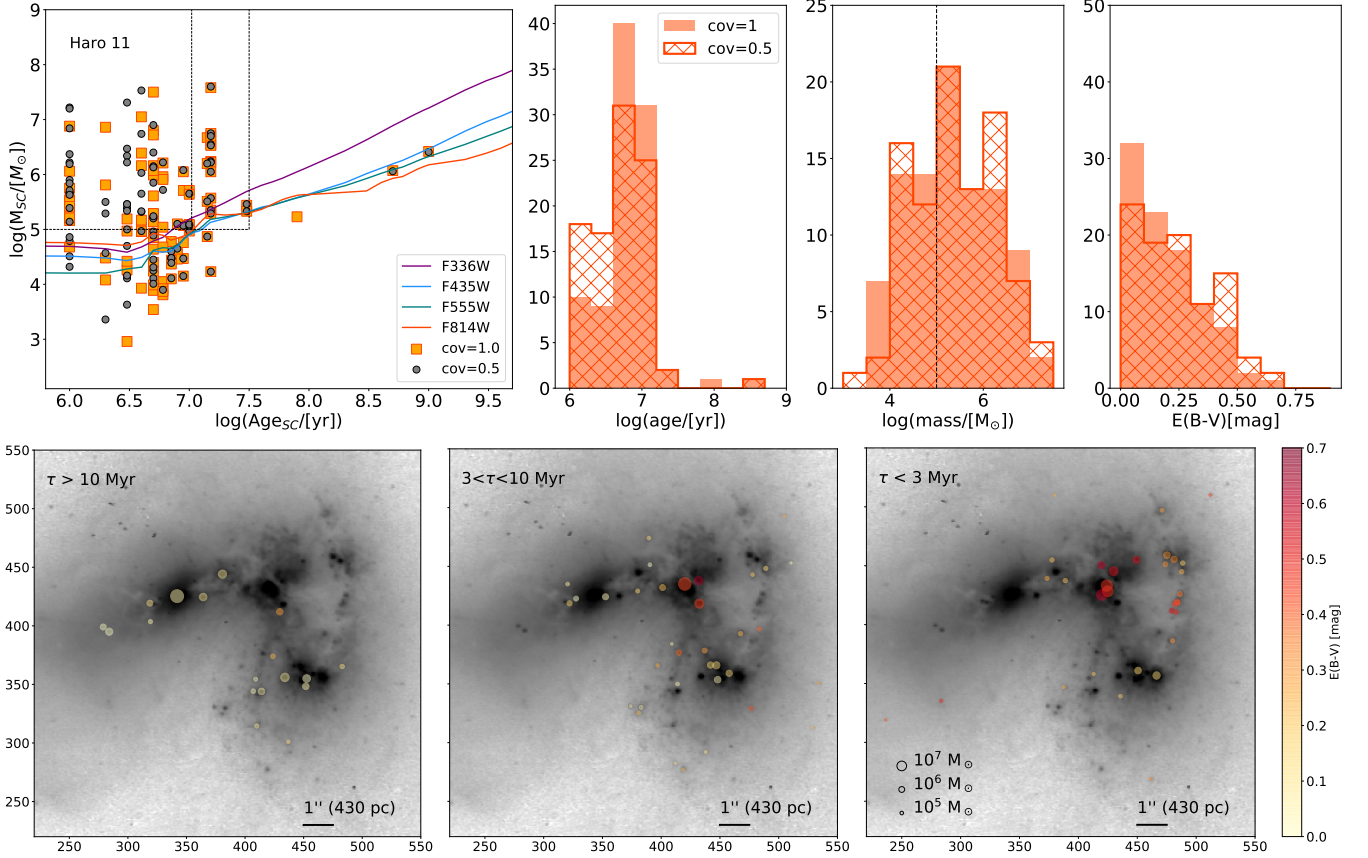 Haro 11
log(M_SC/[M_⊙])
9
8
7
6
5
4
3
6.0 6.5 7.0 7.5 8.0 8.5 9.0 9.5
log(Age_SC/[yr])
F336W
F435W
F555W
F814W
cov=1.0
cov=0.5
40
35
30
25
20
15
10
5
0
6 7 8 9
log(age/[yr])
cov=1
cov=0.5
25
20
15
10
5
0
4 6
log(mass/[M_⊙])
50
40
30
20
10
0
0.00 0.25 0.50 0.75
E(B-V)[mag]
τ > 10 Myr
550
500
450
400
350
300
250
1'' (430 pc)
250 300 350 400 450 500 550
3<τ<10 Myr
1'' (430 pc)
250 300 350 400 450 500 550
τ < 3 Myr
10^7 M_⊙
10^6 M_⊙
10^5 M_⊙
1'' (430 pc)
250 300 350 400 450 500 550
0.7
0.6
0.5
0.4
0.3
0.2
0.1
0.0
E(B-V) [mag]